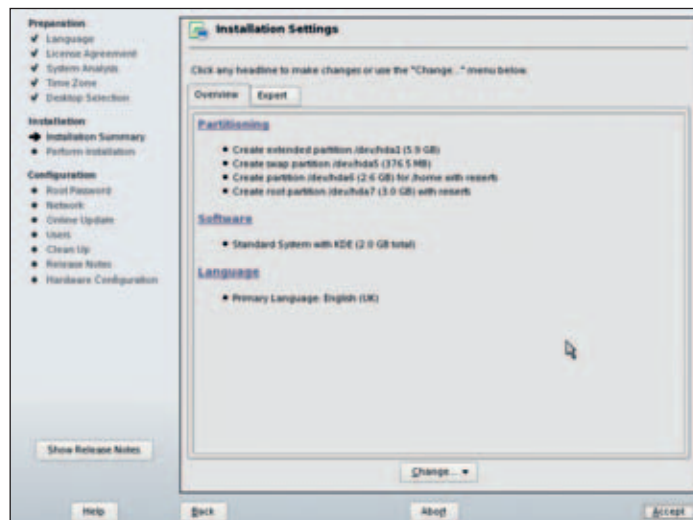 Preparation
Language
License Agreement
System Analysis
Time Zone
Desktop Selection
Installation
Installation Summary
Perform Installation
Configuration
Root Password
Network
Online Update
Users
Clean Up
Release Notes
Hardware Configuration
Show Release Notes
Help
Installation Settings
Click any headline to make changes or use the "Change..." menu below.
Overview
Expert
Partitioning
Create extended partition /dev/hda2 (5.9 GB)
Create swap partition /dev/hda5 (376.5 MB)
Create partition /dev/hda6 (2.6 GB) for /home with reiserfs
Create root partition /dev/hda7 (3.0 GB) with reiserfs
Software
Standard System with KDE (2.0 GB total)
Language
Primary Language: English (UK)
Change...
Back
Abort
Accept